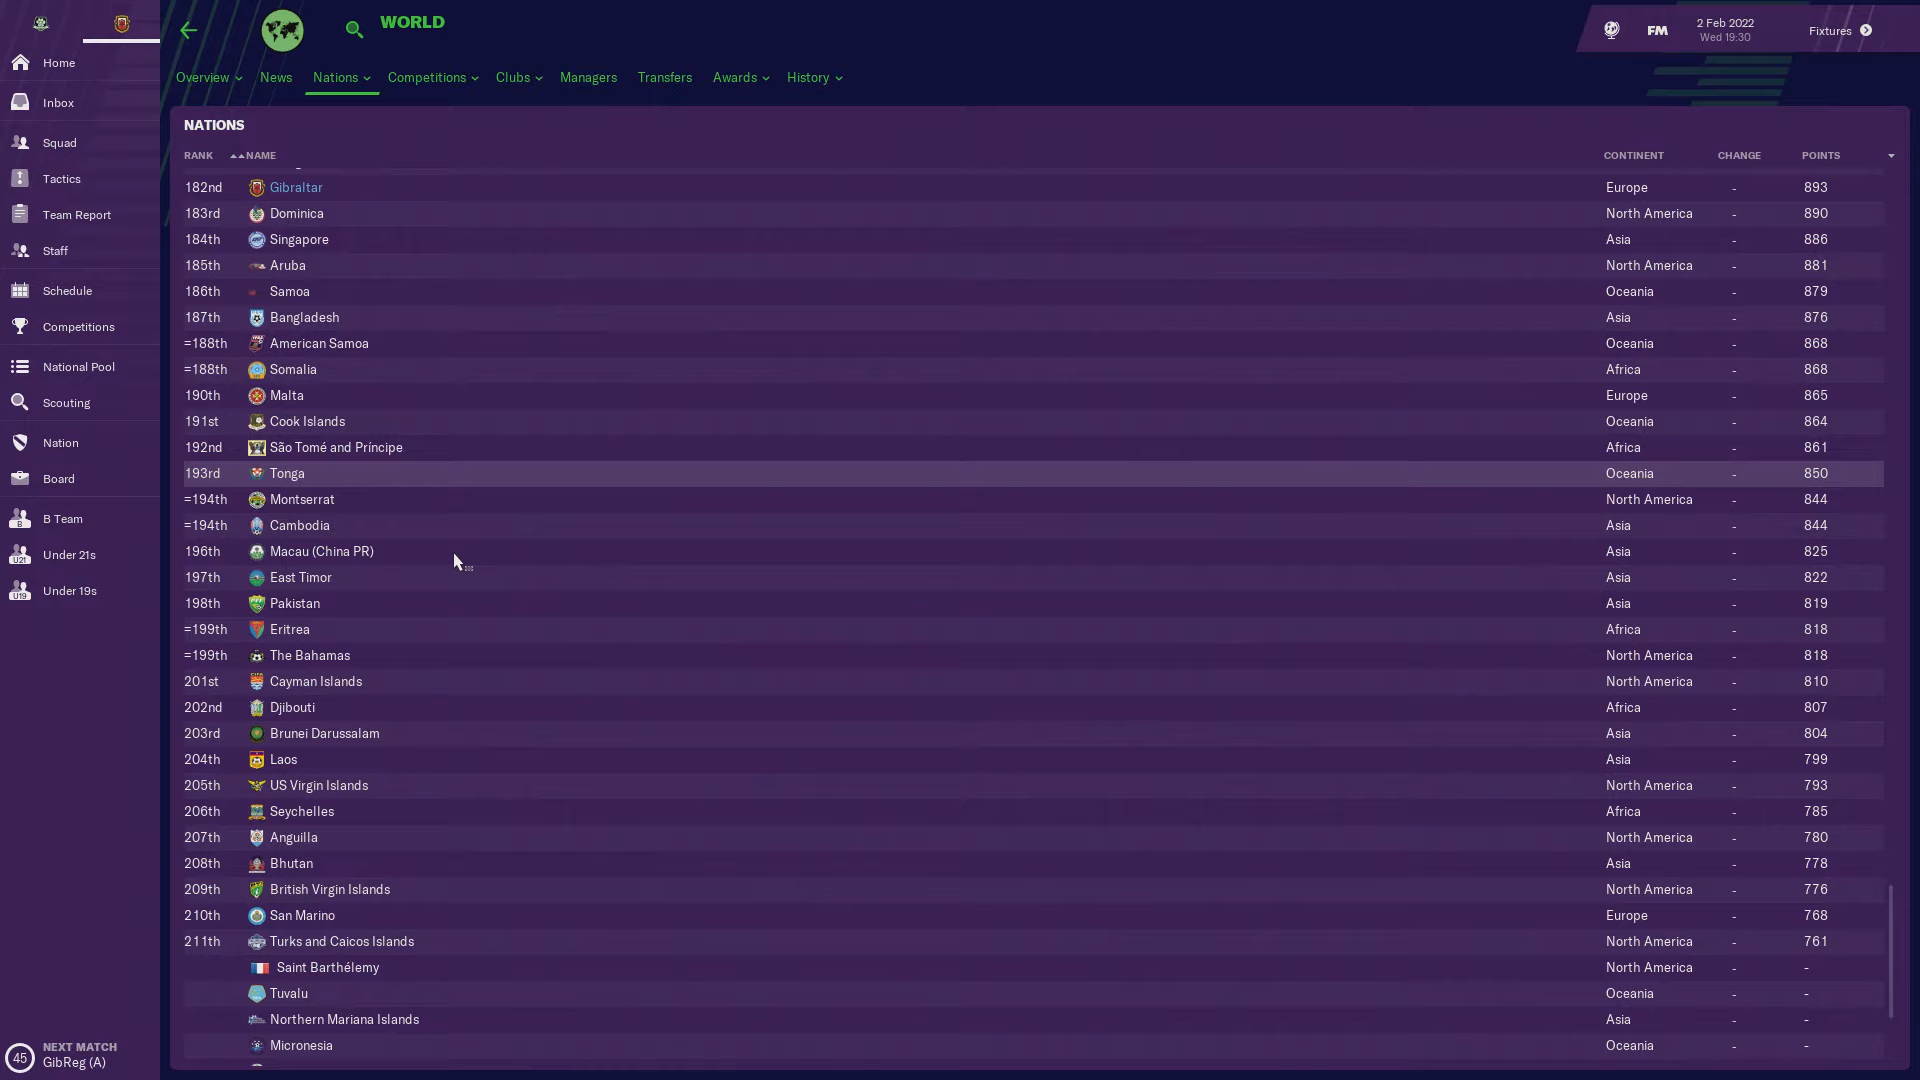 WORLD
2 Feb 2022
Wed 19:30
FM
Fixtures
Overview
News
Nations
Competitions
Clubs
Managers
Transfers
Awards
History
Home
Inbox
Squad
Tactics
Team Report
Staff
Schedule
Competitions
National Pool
Scouting
Nation
Board
B
B Team
U21
Under 21s
U19
Under 19s
45
NEXT MATCH
GibReg (A)
NATIONS
RANK NAME CONTINENT CHANGE POINTS
182nd Gibraltar Europe - 893
183rd Dominica North America - 890
184th Singapore Asia - 886
185th Aruba North America - 881
186th Samoa Oceania - 879
187th Bangladesh Asia - 876
=188th American Samoa Oceania - 868
=188th Somalia Africa - 868
190th Malta Europe - 865
191st Cook Islands Oceania - 864
192nd São Tomé and Príncipe Africa - 861
193rd Tonga Oceania - 850
=194th Montserrat North America - 844
=194th Cambodia Asia - 844
196th Macau (China PR) Asia - 825
197th East Timor Asia - 822
198th Pakistan Asia - 819
=199th Eritrea Africa - 818
=199th The Bahamas North America - 818
201st Cayman Islands North America - 810
202nd Djibouti Africa - 807
203rd Brunei Darussalam Asia - 804
204th Laos Asia - 799
205th US Virgin Islands North America - 793
206th Seychelles Africa - 785
207th Anguilla North America - 780
208th Bhutan Asia - 778
209th British Virgin Islands North America - 776
210th San Marino Europe - 768
211th Turks and Caicos Islands North America - 761
Saint Barthélemy North America - -
Tuvalu Oceania - -
Northern Mariana Islands Asia - -
Micronesia Oceania - -